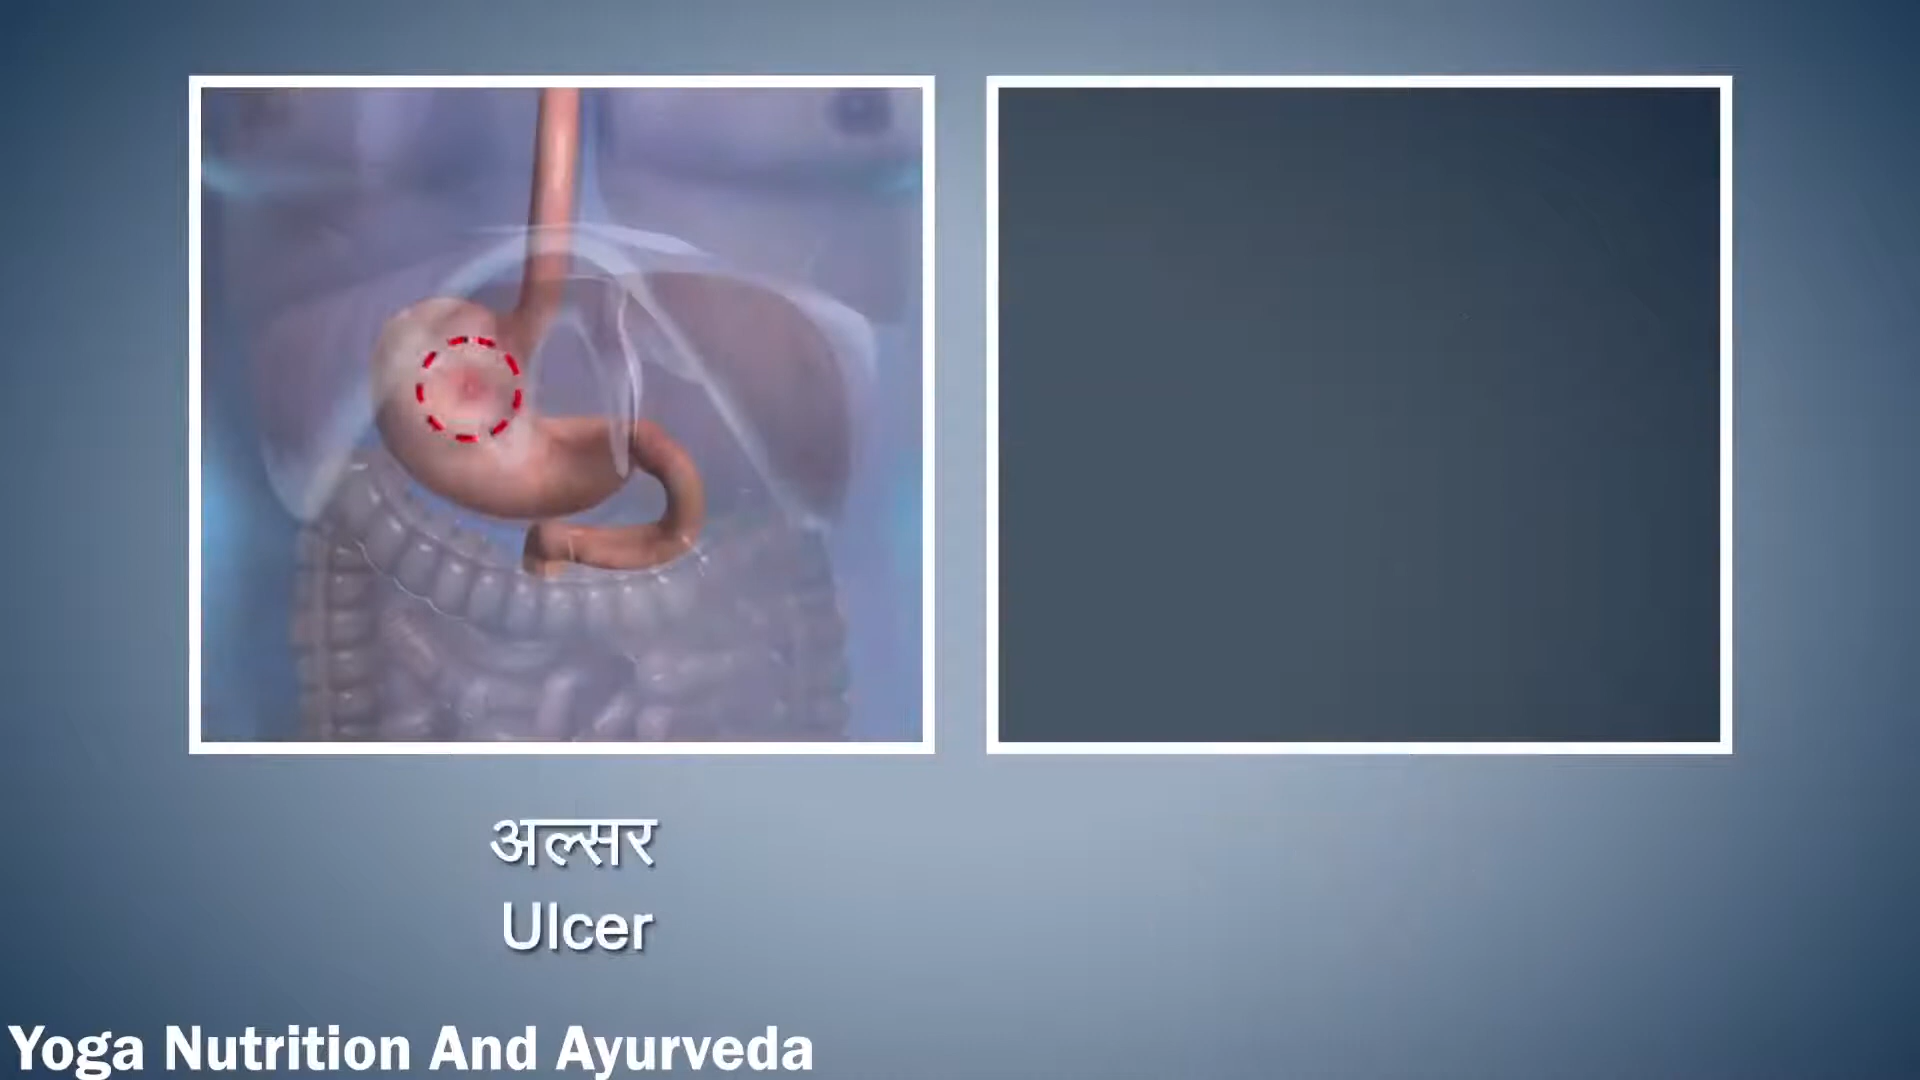 अल्सर
Ulcer
Yoga Nutrition And Ayurveda